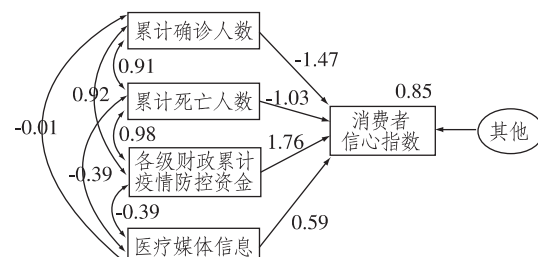 累计确诊人数
-1.47
0.91
0.85
0.92
累计死亡人数
-1.03
消费者
信心指数
其他
-0.01
0.98
1.76
各级财政累计
疫情防控资金
-0.39
-0.39
0.59
医疗媒体信息